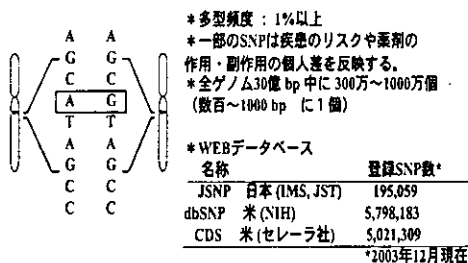 A A
G G
C C
A G
T T
A A
G G
C C
C C
*多型頻度 : 1%以上
*一部のSNPは疾患のリスクや薬剤の
作用・副作用の個人差を反映する。
*全ゲノム30億 bp 中に 300万~1000万個
(数百~1000 bp に1個)
*WEBデータベース
名称 登録SNP数*
JSNP 日本 (IMS, JST) 195,059
dbSNP 米 (NIH) 5,798,183
CDS 米 (セレーラ社) 5,021,309
*2003年12月現在